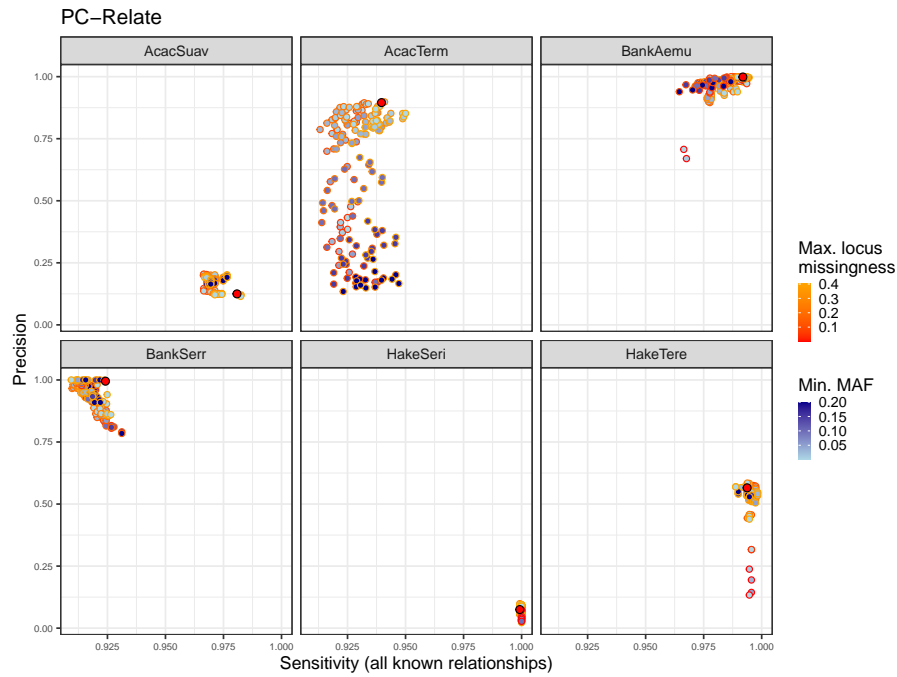 PC−Relate
AcacSuav
AcacTerm
BankAemu
1.00
0.75
0.50
0.25
0.00
BankSerr
HakeSeri
HakeTere
1.00
0.75
0.50
0.25
0.00
0.925 0.950 0.975 1.000
0.925 0.950 0.975 1.000
0.925 0.950 0.975 1.000
Precision
Sensitivity (all known relationships)
Max. locus
missingness
0.4
0.3
0.2
0.1
Min. MAF
0.20
0.15
0.10
0.05